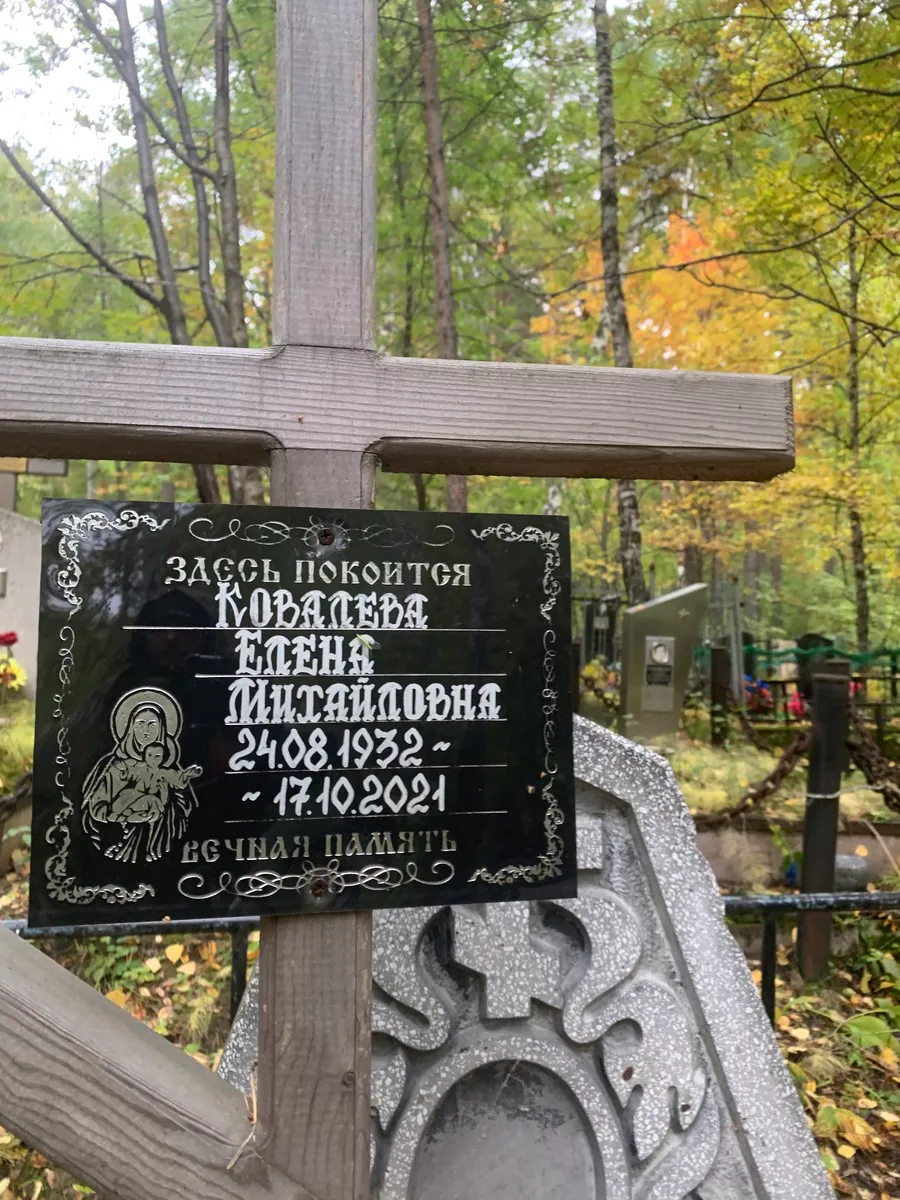 ЗДЕСЬ ПОКОИТСЯ
КОВАЛЕВА
ЕЛЕНА
МИХАЙЛОВНА
24.08.1932 ~
~ 17.10.2021
ВЕЧНАЯ ПАМЯТЬ